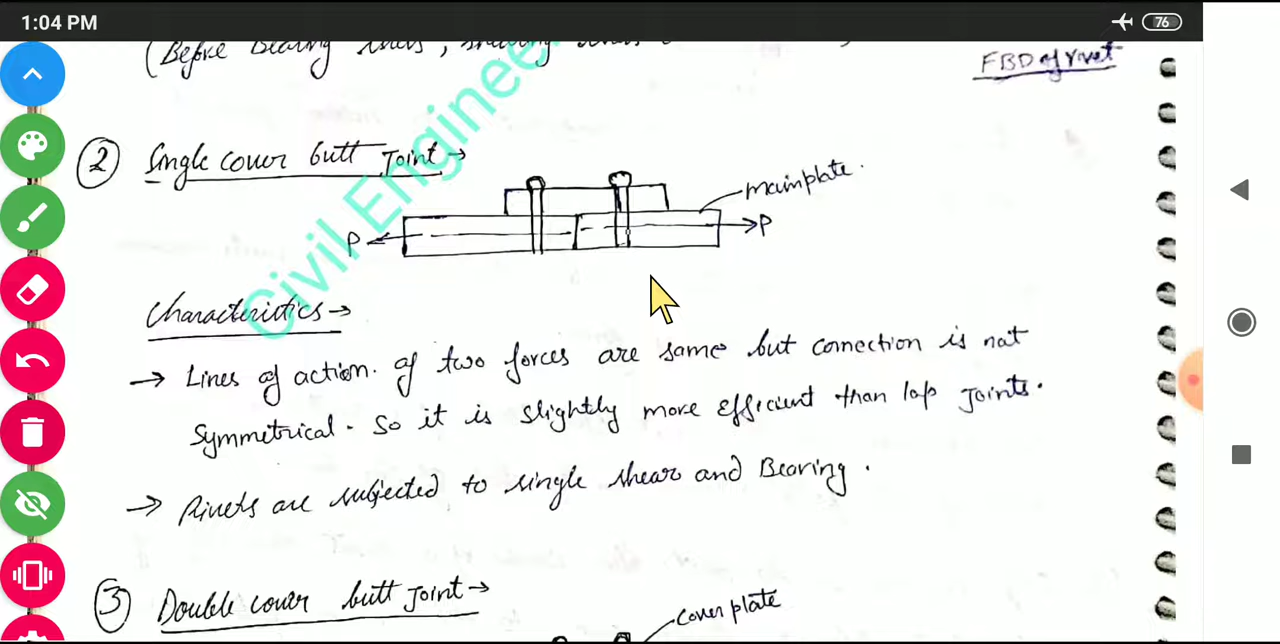 1:04 PM
76
(Before Bearing
FBD of rivet
② Single cover butt Joint →
main plate.
P
P
Civil Engineer
Characteristics →
→ Lines of action. of two forces are same but connection is not
symmetrical. so it is slightly more efficient than lap Joints.
→ Rivets are subjected to single shear and Bearing.
③ Double cover butt Joint →
cover plate